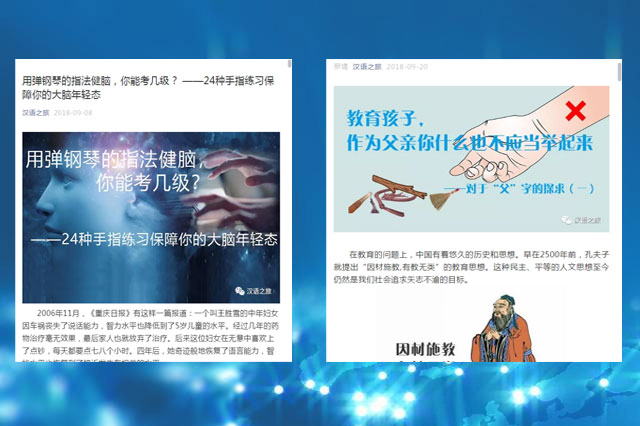 用弹钢琴的指法健脑，你能考几级？ ——24种手指练习保
障你的大脑年轻态
汉语之旅 2018-09-08
用弹钢琴的指法健脑，
你能考几级?
——24种手指练习保障你的大脑年轻态
汉语之旅
2006年11月，《重庆日报》有这样一篇报道：一个叫王胜雪的中年妇女
因车祸丧失了说话能力，智力水平也降低到了5岁儿童的水平。经过几年的药
物治疗毫无效果，最后家人也就放弃了治疗。后来这位妇女在无意中喜欢上
了点钞，每天都要点七八个小时。四年后，她奇迹般地恢复了语言能力，智
汉语之旅 2018-09-20
教育孩子，
作为父亲你什么也不应当举起来
——对于“父”字的探求（一）
汉语之旅
在教育的问题上，中国有着悠久的历史和思想。早在2500年前，孔夫子
就提出“因材施教,有教无类”的教育思想。这种民主、平等的人文思想至今
仍然是我们社会追求矢志不渝的目标。
因材施教